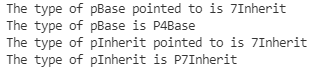 The type of pBase pointed to is 7Inherit
The type of pBase is P4Base
The type of pInherit pointed to is 7Inherit
The type of pInherit is P7Inherit